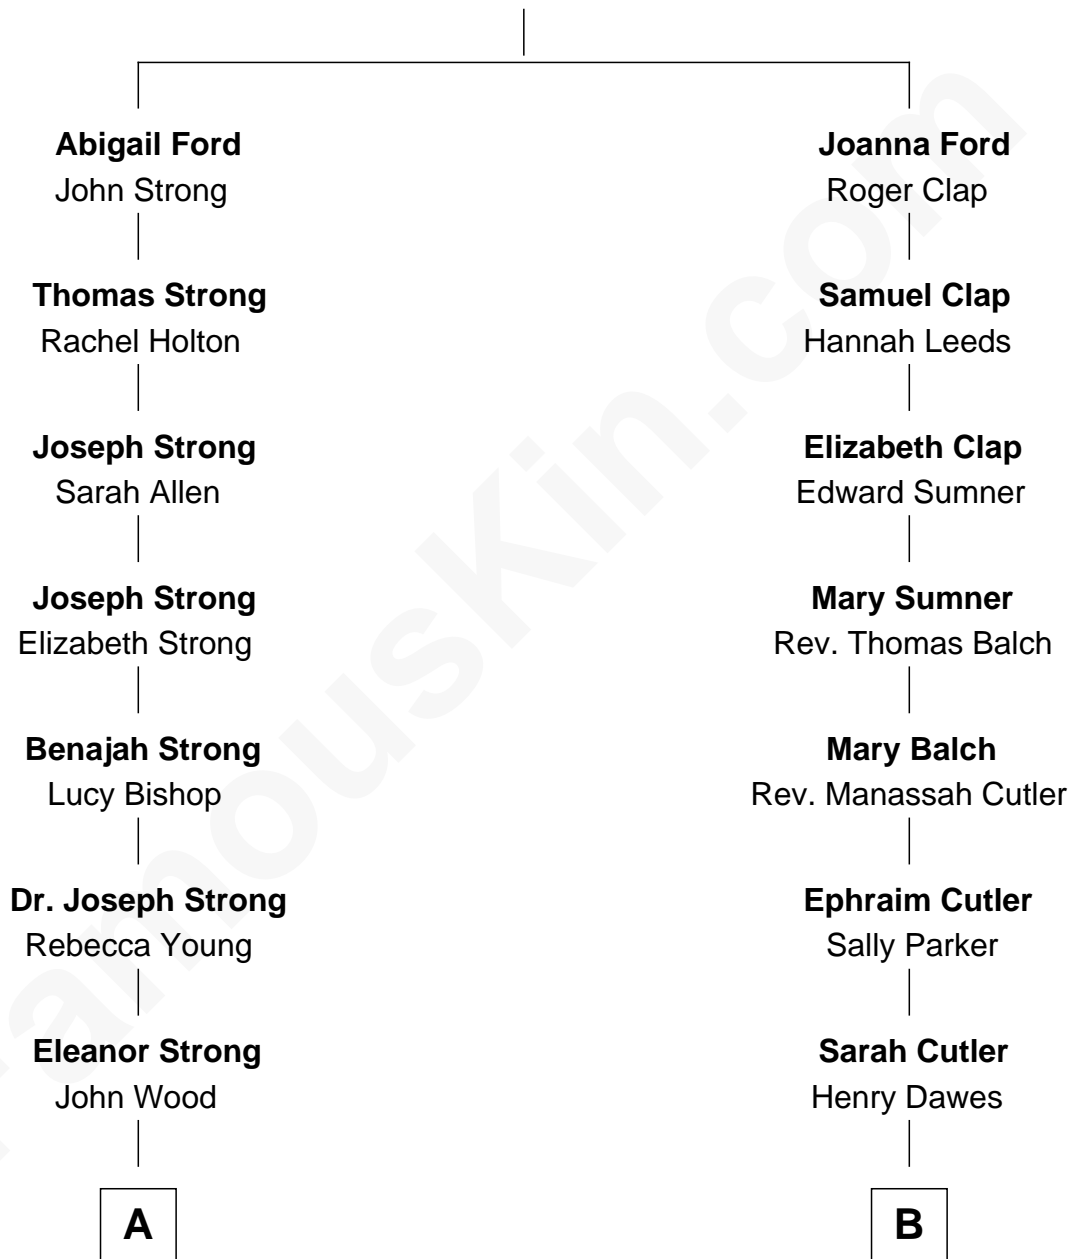 Abigail Ford
John Strong
Thomas Strong
Rachel Holton
Joseph Strong
Sarah Allen
Joseph Strong
Elizabeth Strong
Benajah Strong
Lucy Bishop
Dr. Joseph Strong
Rebecca Young
Eleanor Strong
John Wood
A
Joanna Ford
Roger Clap
Samuel Clap
Hannah Leeds
Elizabeth Clap
Edward Sumner
Mary Sumner
Rev. Thomas Balch
Mary Balch
Rev. Manassah Cutler
Ephraim Cutler
Sally Parker
Sarah Cutler
Henry Dawes
B
FamousKin.com